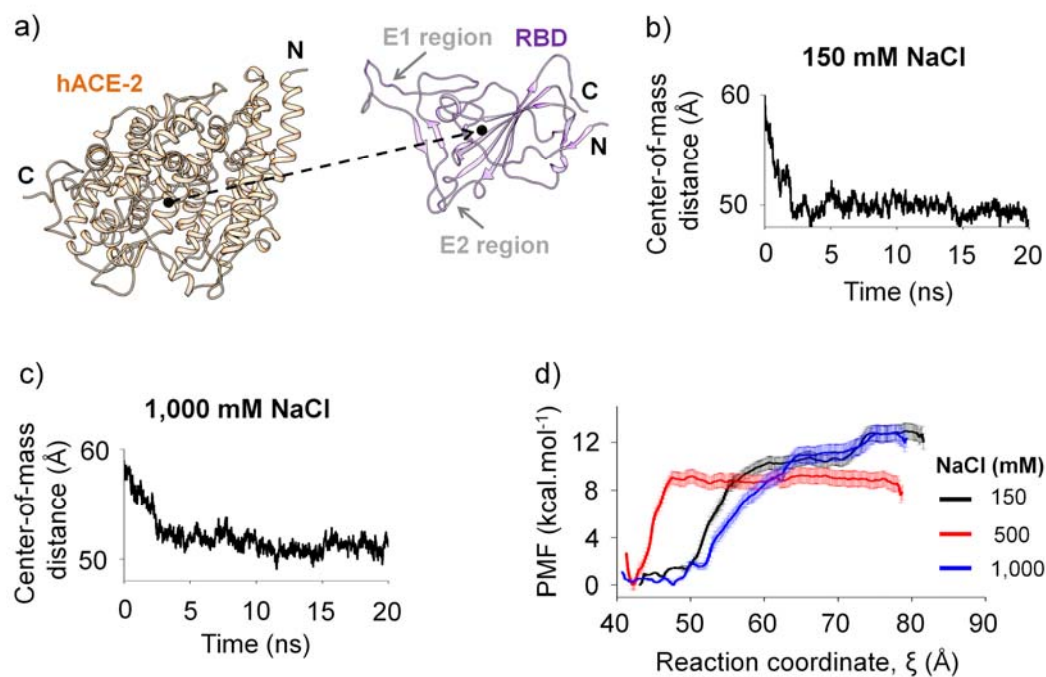 a)
E1 region
RBD
N
hACE-2
C
C
N
E2 region
b)
150 mM NaCl
Center-of-mass
distance (Å)
60
50
0 5 10 15 20
Time (ns)
c)
1,000 mM NaCl
Center-of-mass
distance (Å)
60
50
0 5 10 15 20
Time (ns)
d)
PMF (kcal.mol⁻¹)
12
8
4
0
40 50 60 70 80 90
Reaction coordinate, ξ (Å)
NaCl (mM)
150
500
1,000